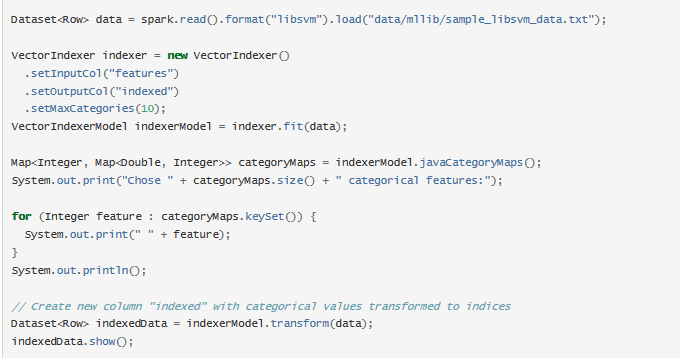 Dataset<Row> data = spark.read().format("libsvm").load("data/mllib/sample_libsvm_data.txt");

VectorIndexer indexer = new VectorIndexer()
  .setInputCol("features")
  .setOutputCol("indexed")
  .setMaxCategories(10);
VectorIndexerModel indexerModel = indexer.fit(data);

Map<Integer, Map<Double, Integer>> categoryMaps = indexerModel.javaCategoryMaps();
System.out.print("Chose " + categoryMaps.size() + " categorical features:");

for (Integer feature : categoryMaps.keySet()) {
  System.out.print(" " + feature);
}
System.out.println();

// Create new column "indexed" with categorical values transformed to indices
Dataset<Row> indexedData = indexerModel.transform(data);
indexedData.show();